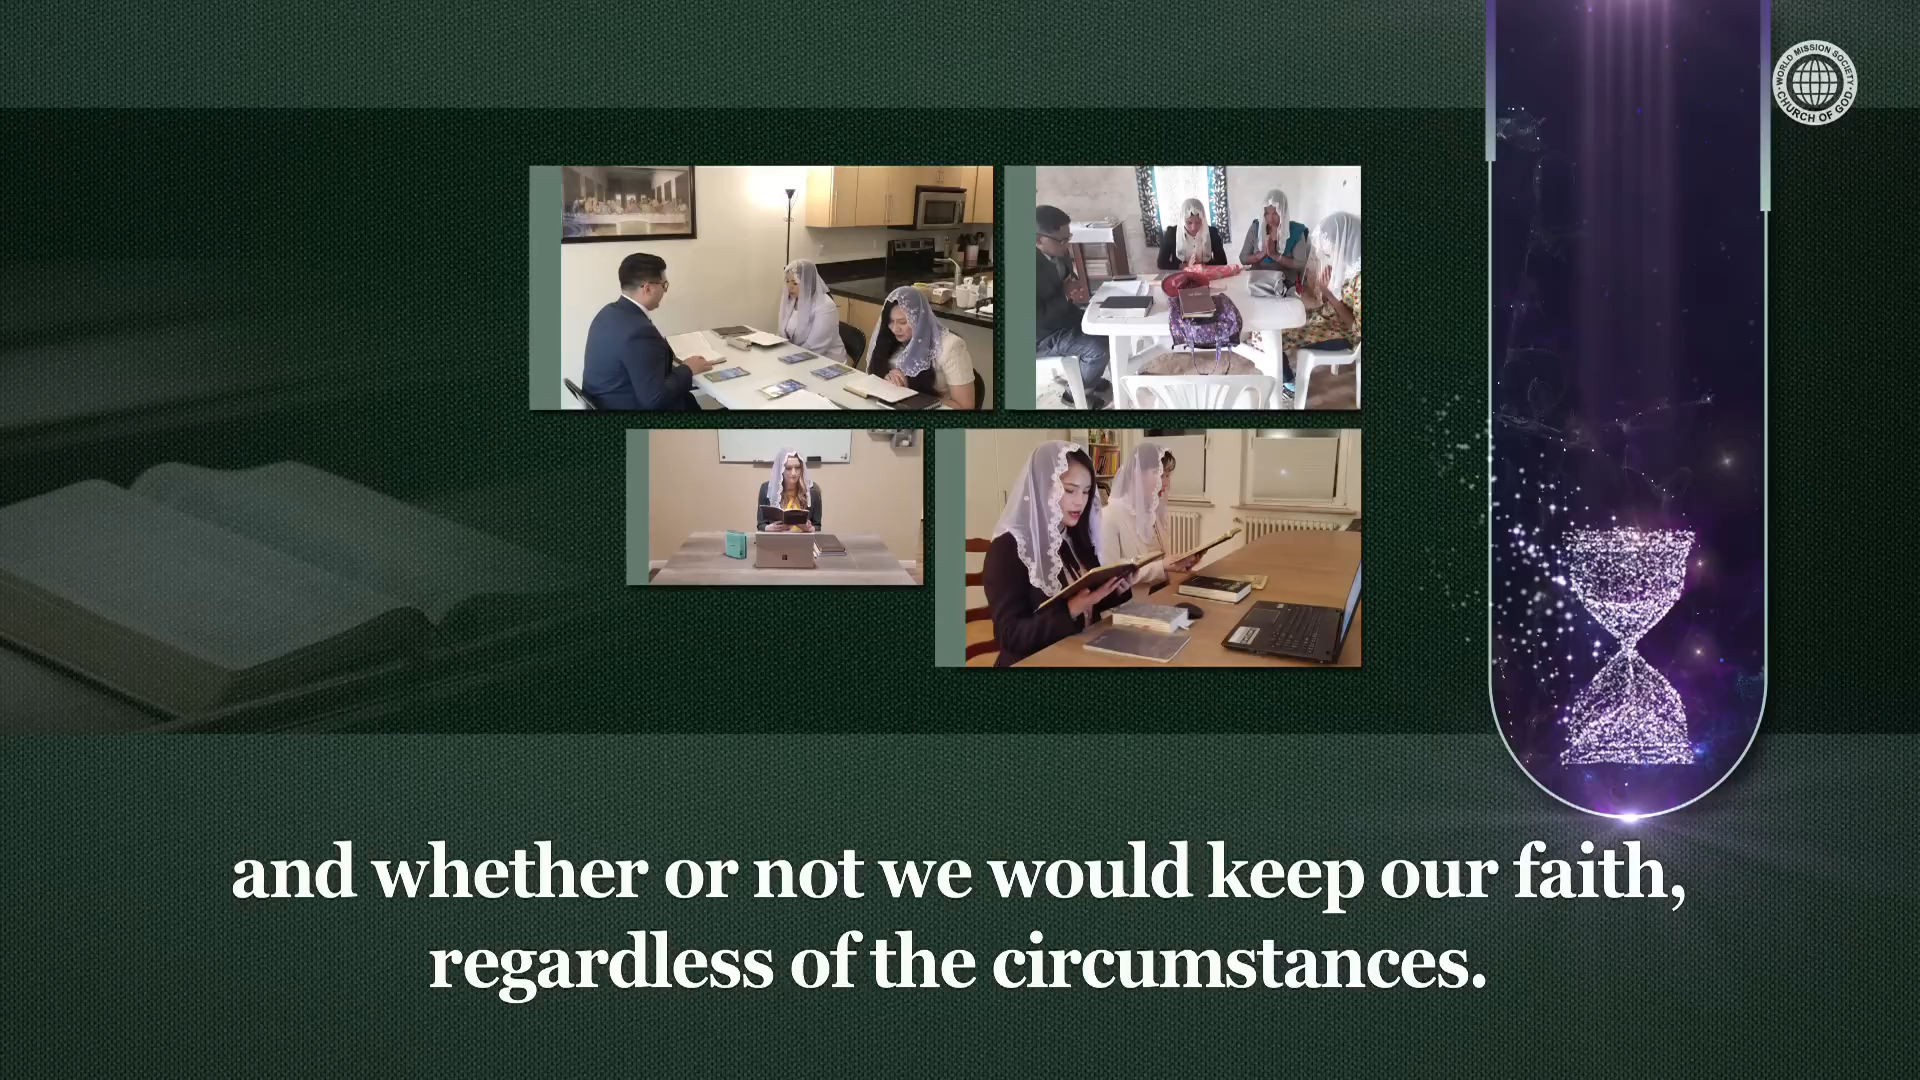 WORLD MISSION SOCIETY
CHURCH OF GOD
and whether or not we would keep our faith,
regardless of the circumstances.